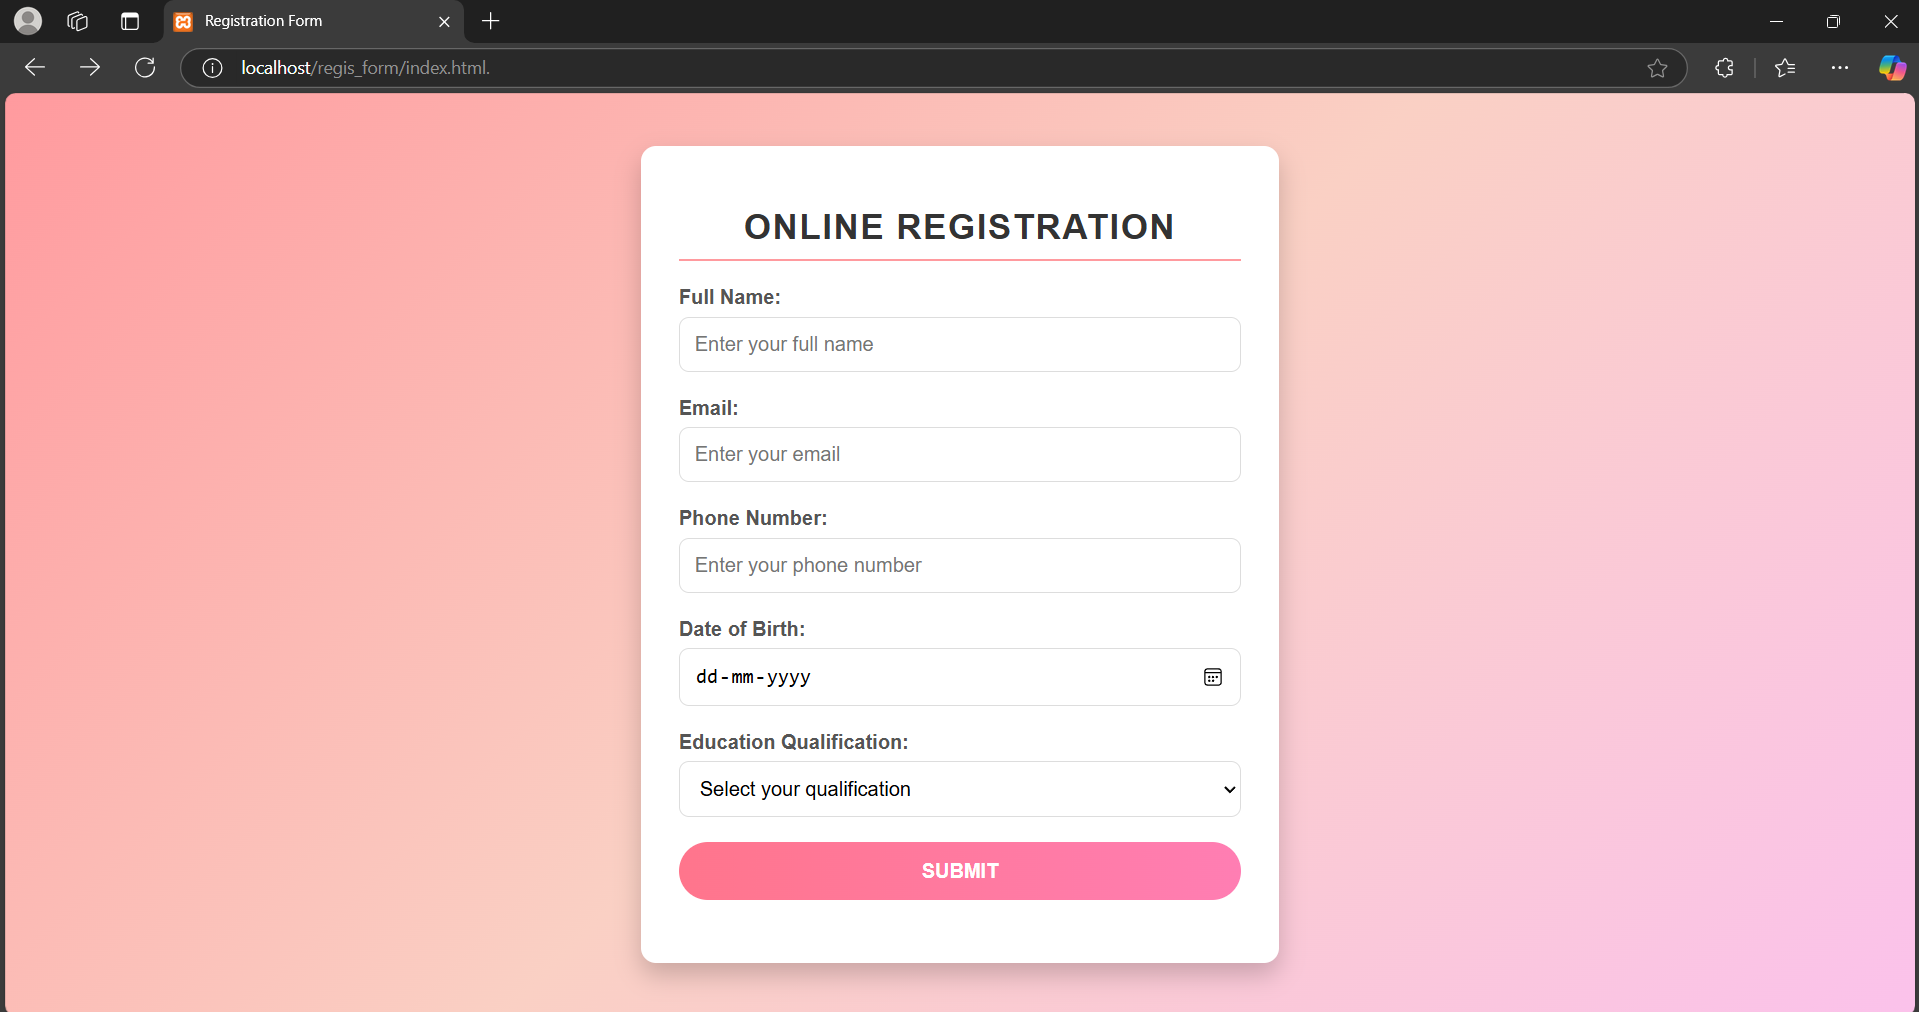 Registration Form
localhost/regis_form/index.html.
ONLINE REGISTRATION
Full Name:
Enter your full name
Email:
Enter your email
Phone Number:
Enter your phone number
Date of Birth:
dd-mm-yyyy
Education Qualification:
Select your qualification
SUBMIT